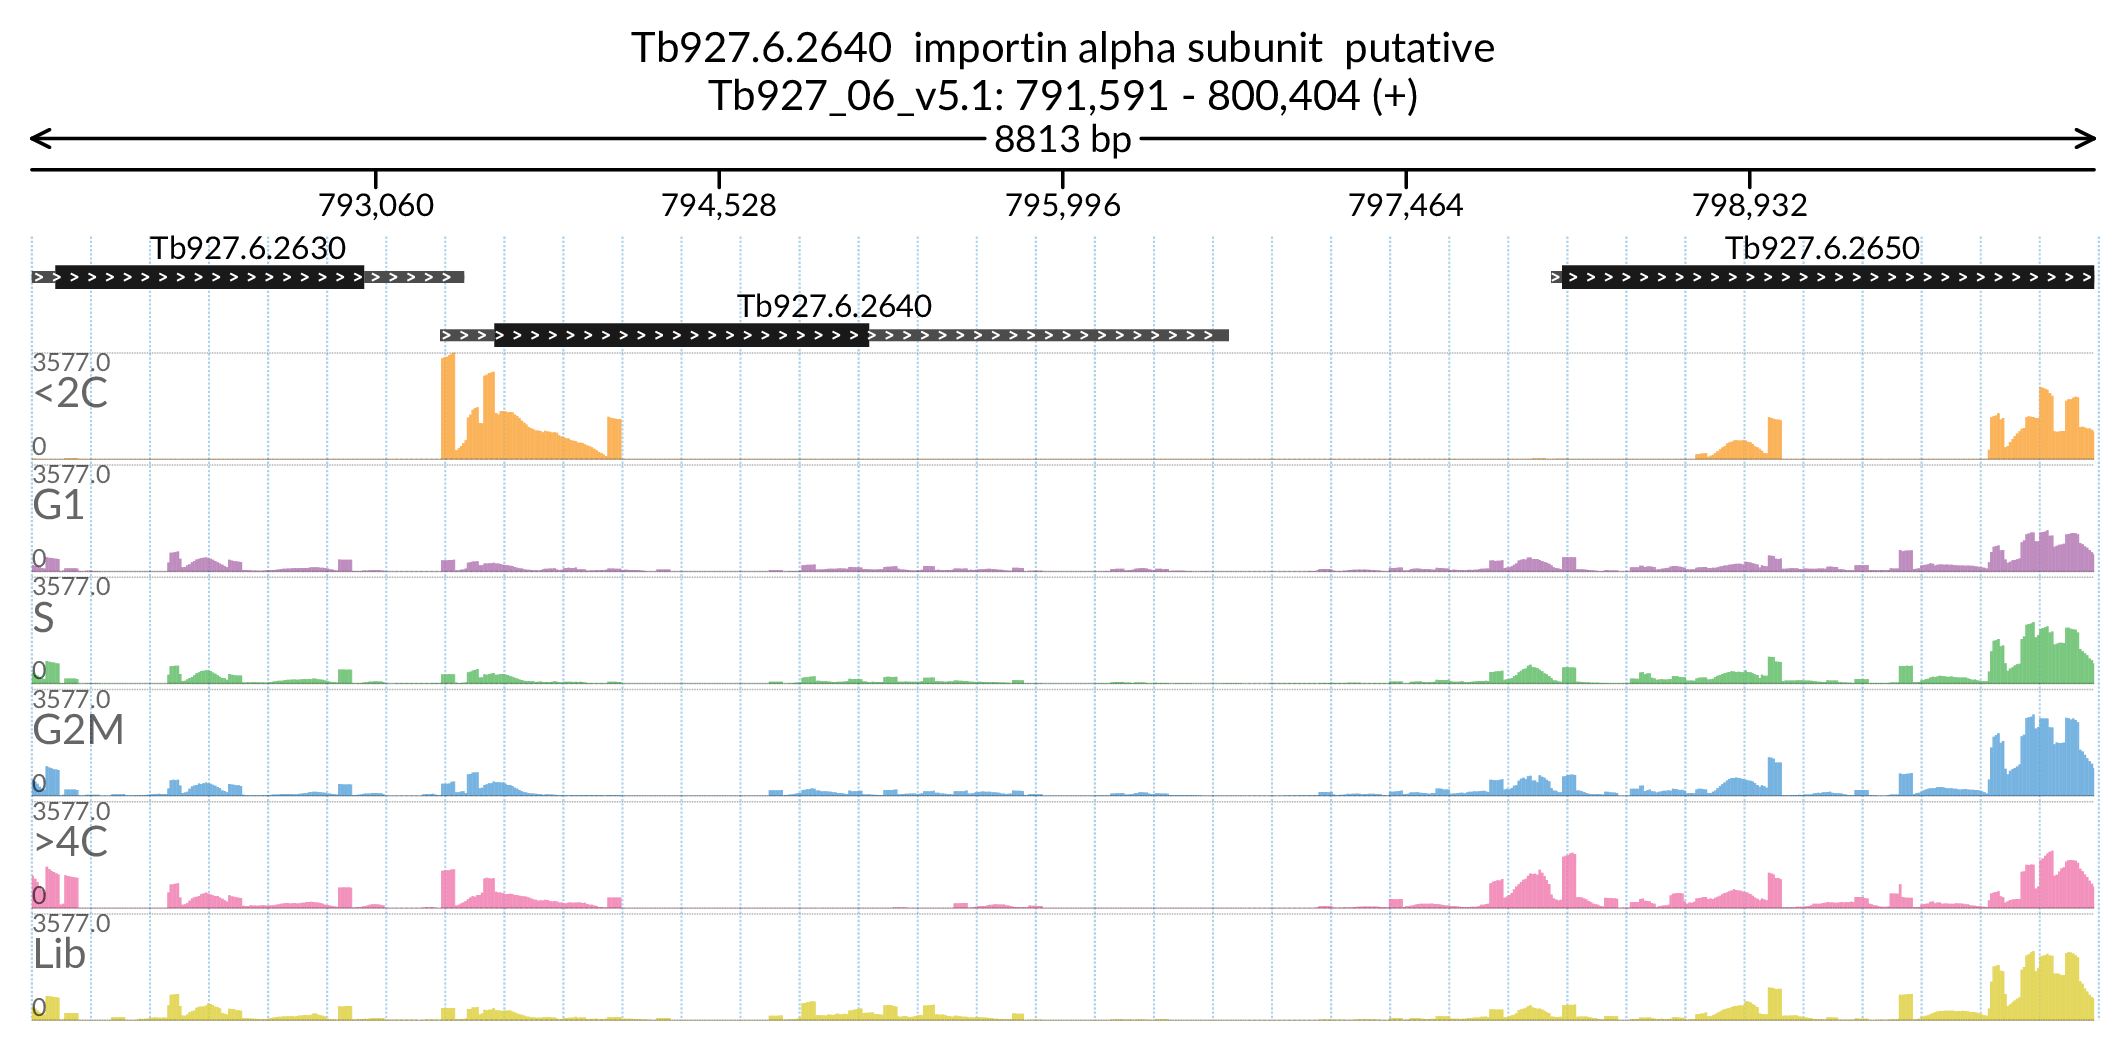 Tb927.6.2640 importin alpha subunit putative
Tb927_06_v5.1: 791,591 - 800,404 (+)
8813 bp
793,060 794,528 795,996 797,464 798,932
Tb927.6.2630 Tb927.6.2650
Tb927.6.2640
3577.0
<2C
0
3577.0
G1
0
3577.0
S
0
3577.0
G2M
0
3577.0
>4C
0
3577.0
Lib
0